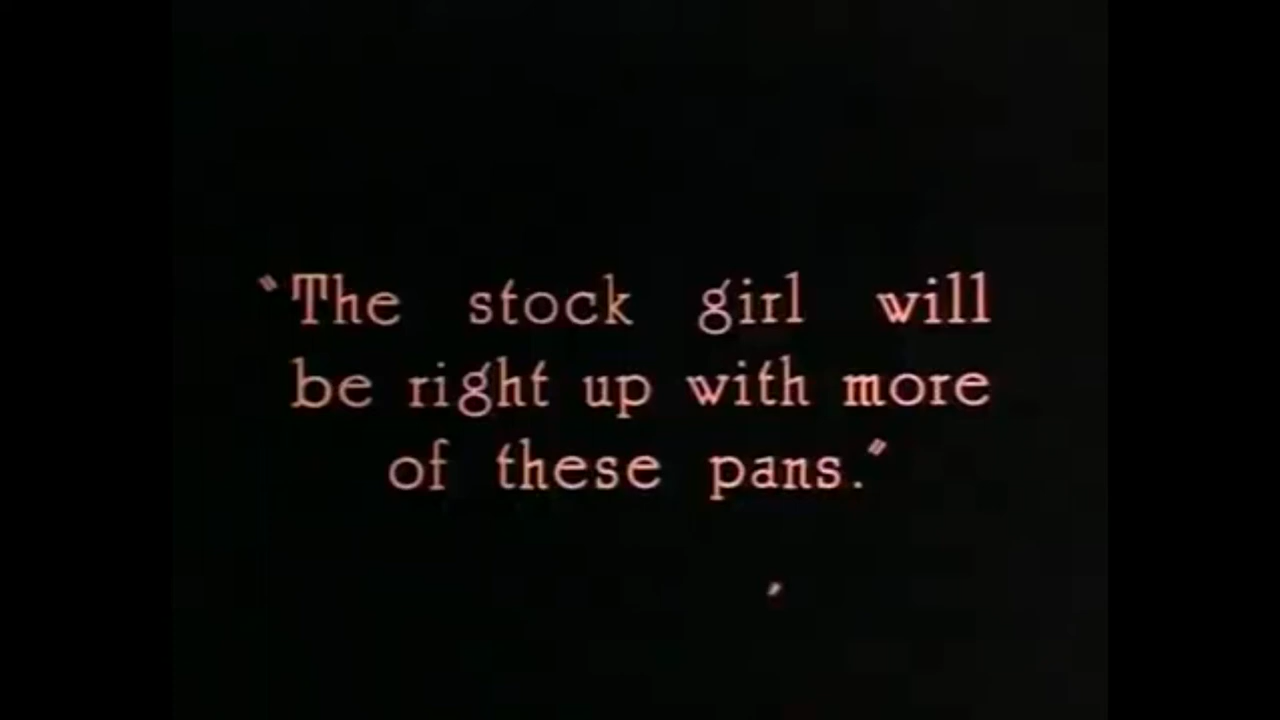 "The stock girl will
be right up with more
of these pans."